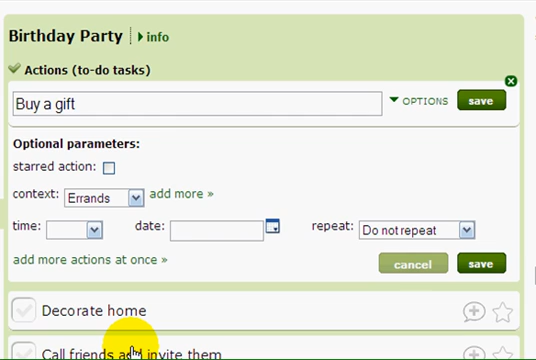 Birthday Party info
Actions (to-do tasks)
Buy a gift OPTIONS save
Optional parameters:
starred action:
context: Errands add more »
time: date: repeat: Do not repeat
add more actions at once » cancel save
Decorate home
Call friends and invite them